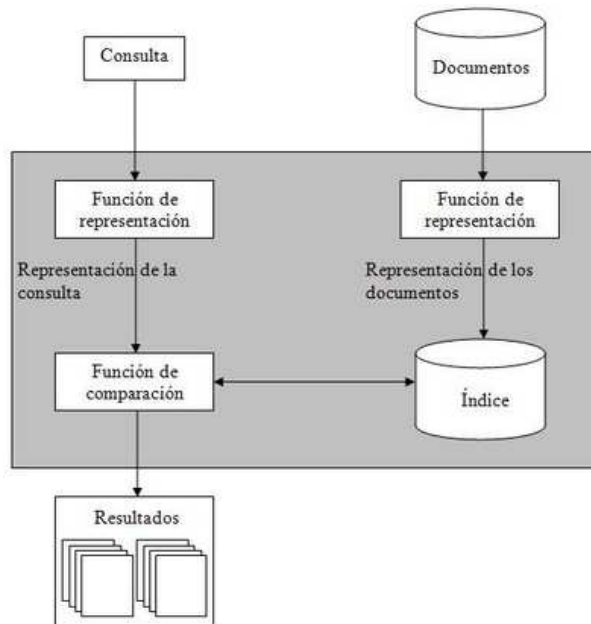 Consulta
Documentos
Función de
representación
Función de
representación
Representación de la
consulta
Representación de los
documentos
Función de
comparación
Índice
Resultados